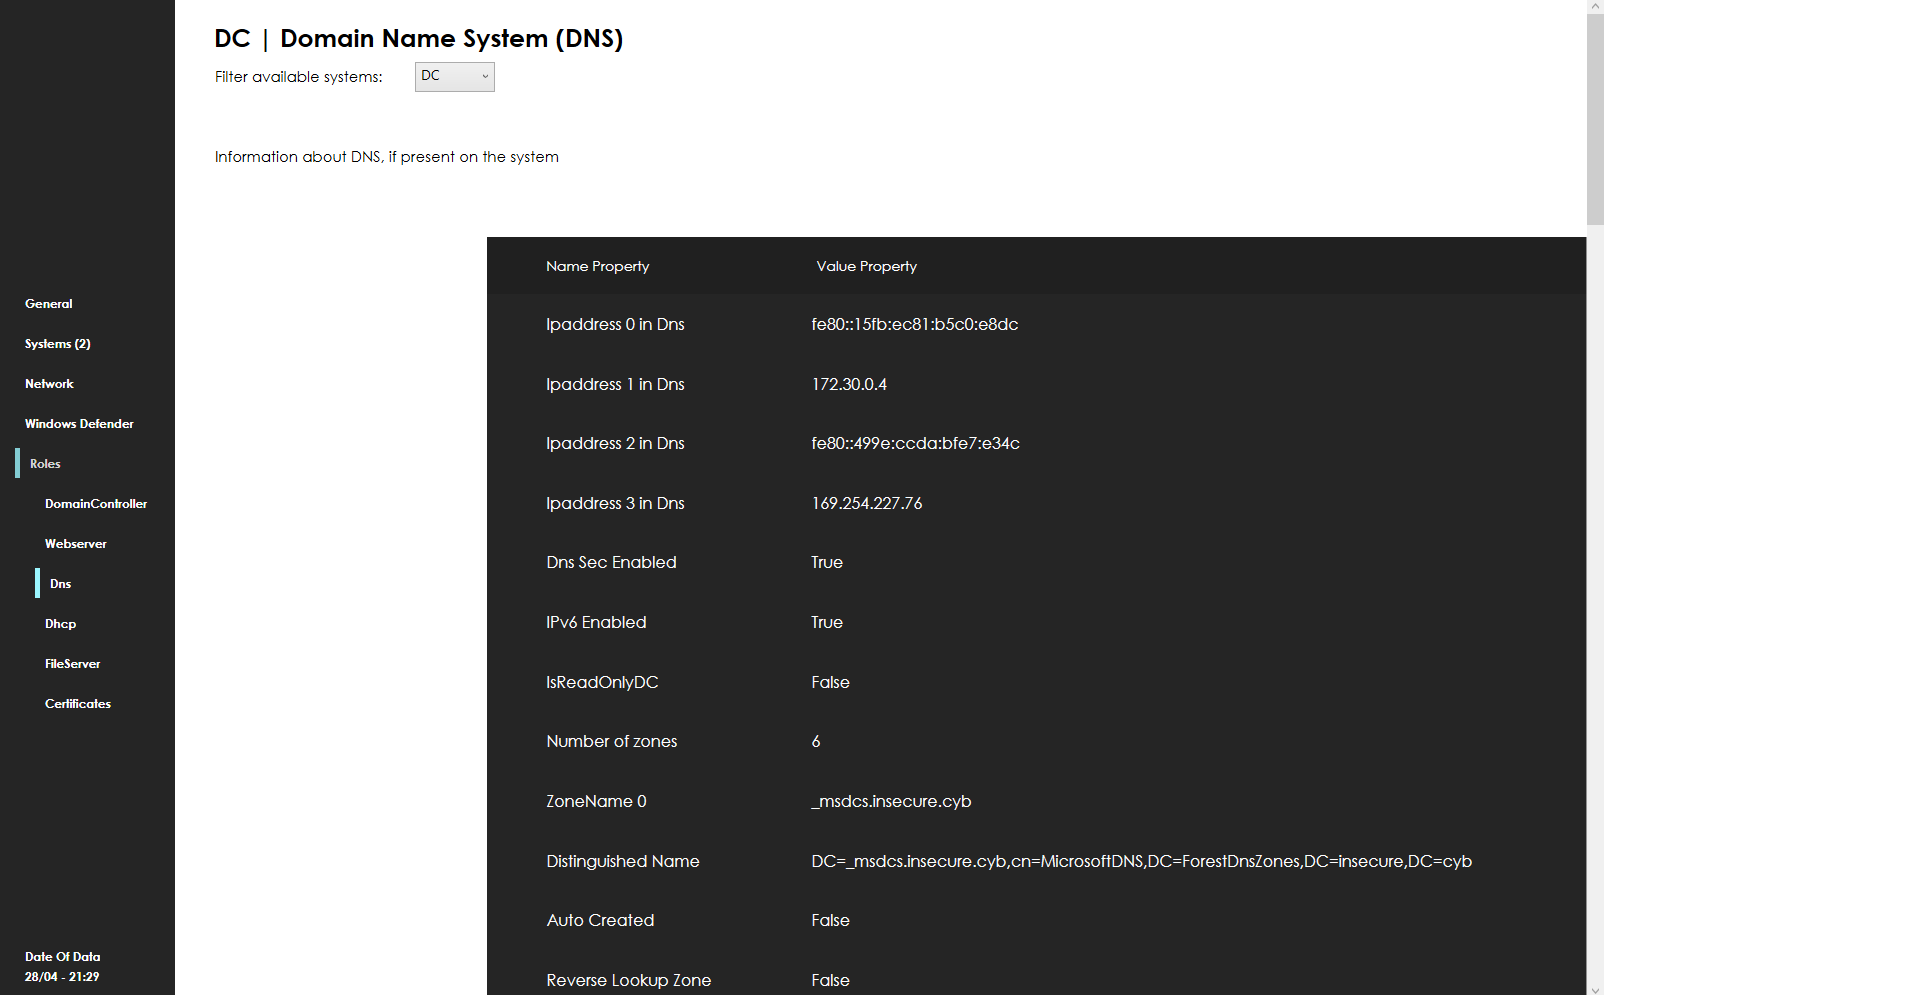 DC | Domain Name System (DNS)
Filter available systems: DC
Information about DNS, if present on the system
General
Systems (2)
Network
Windows Defender
Roles
DomainController
Webserver
Dns
Dhcp
FileServer
Certificates
Date Of Data
28/04 - 21:29
Name Property Value Property
Ipaddress 0 in Dns fe80::15fb:ec81:b5c0:e8dc
Ipaddress 1 in Dns 172.30.0.4
Ipaddress 2 in Dns fe80::499e:ccda:bfe7:e34c
Ipaddress 3 in Dns 169.254.227.76
Dns Sec Enabled True
IPv6 Enabled True
IsReadOnlyDC False
Number of zones 6
ZoneName 0 _msdcs.insecure.cyb
Distinguished Name DC=_msdcs.insecure.cyb,cn=MicrosoftDNS,DC=ForestDnsZones,DC=insecure,DC=cyb
Auto Created False
Reverse Lookup Zone False